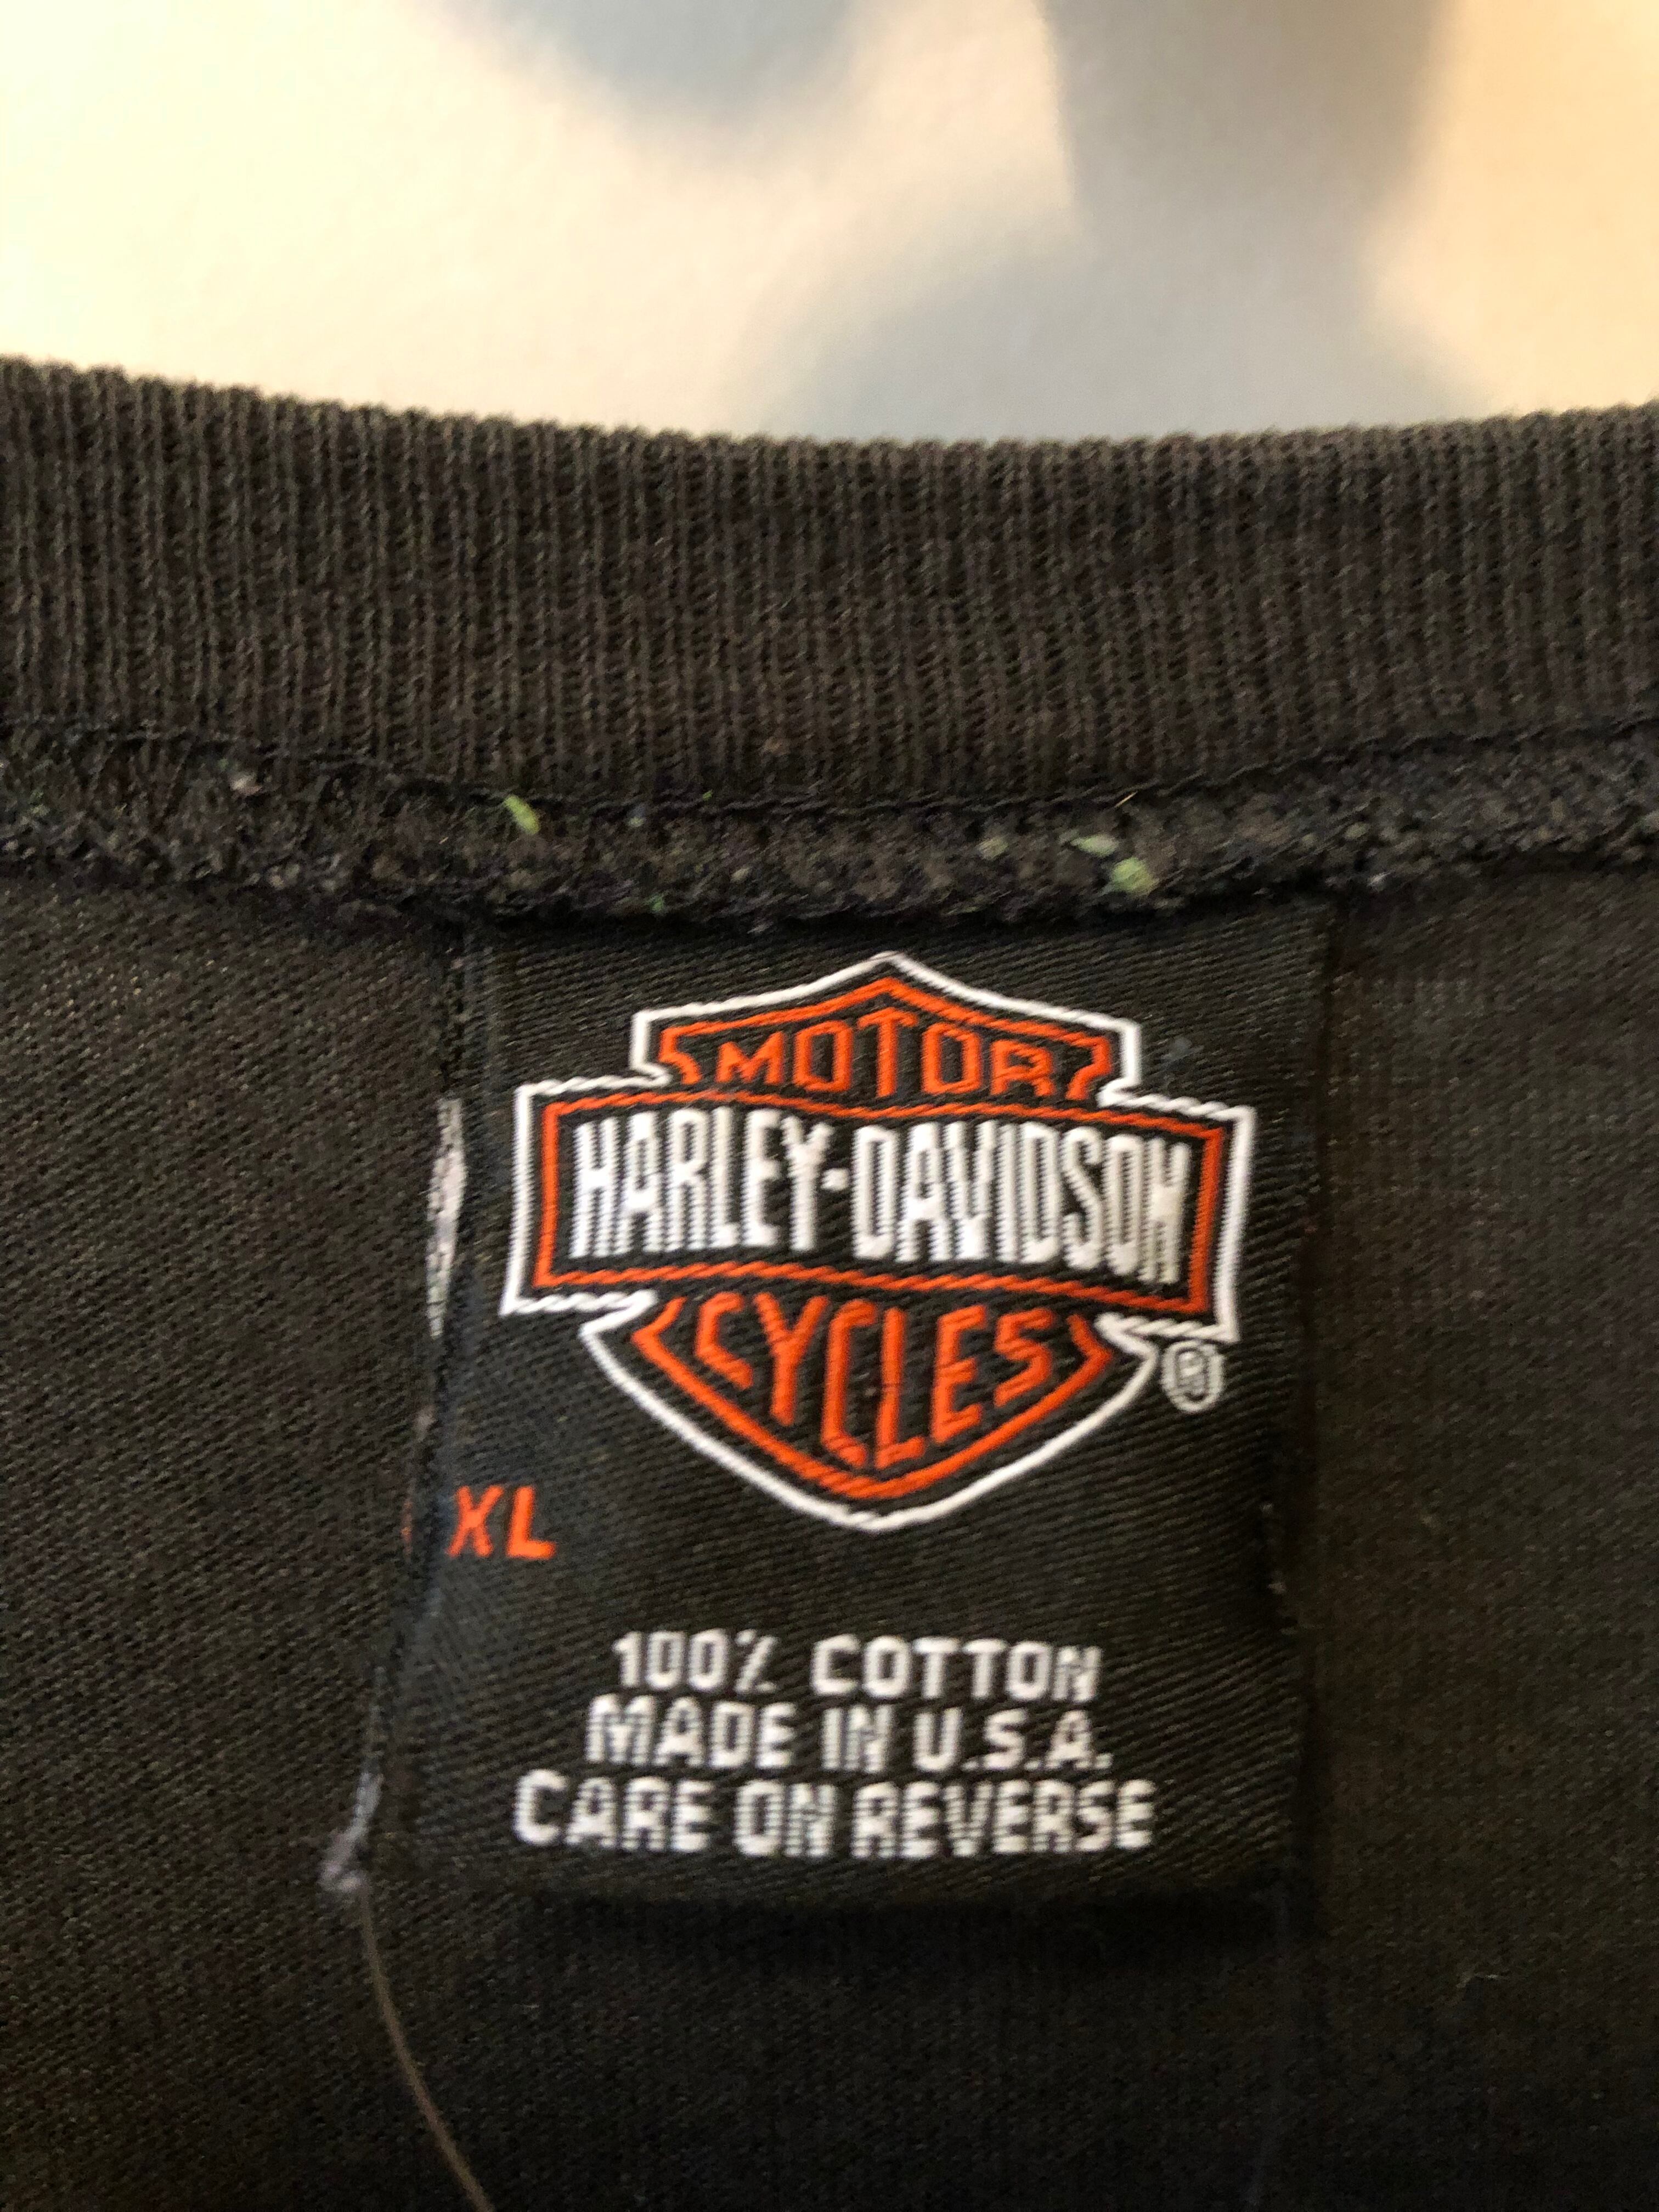 MOTOR
HARLEY-DAVIDSON
CYCLES
®
XL
100% COTTON
MADE IN U.S.A.
CARE ON REVERSE